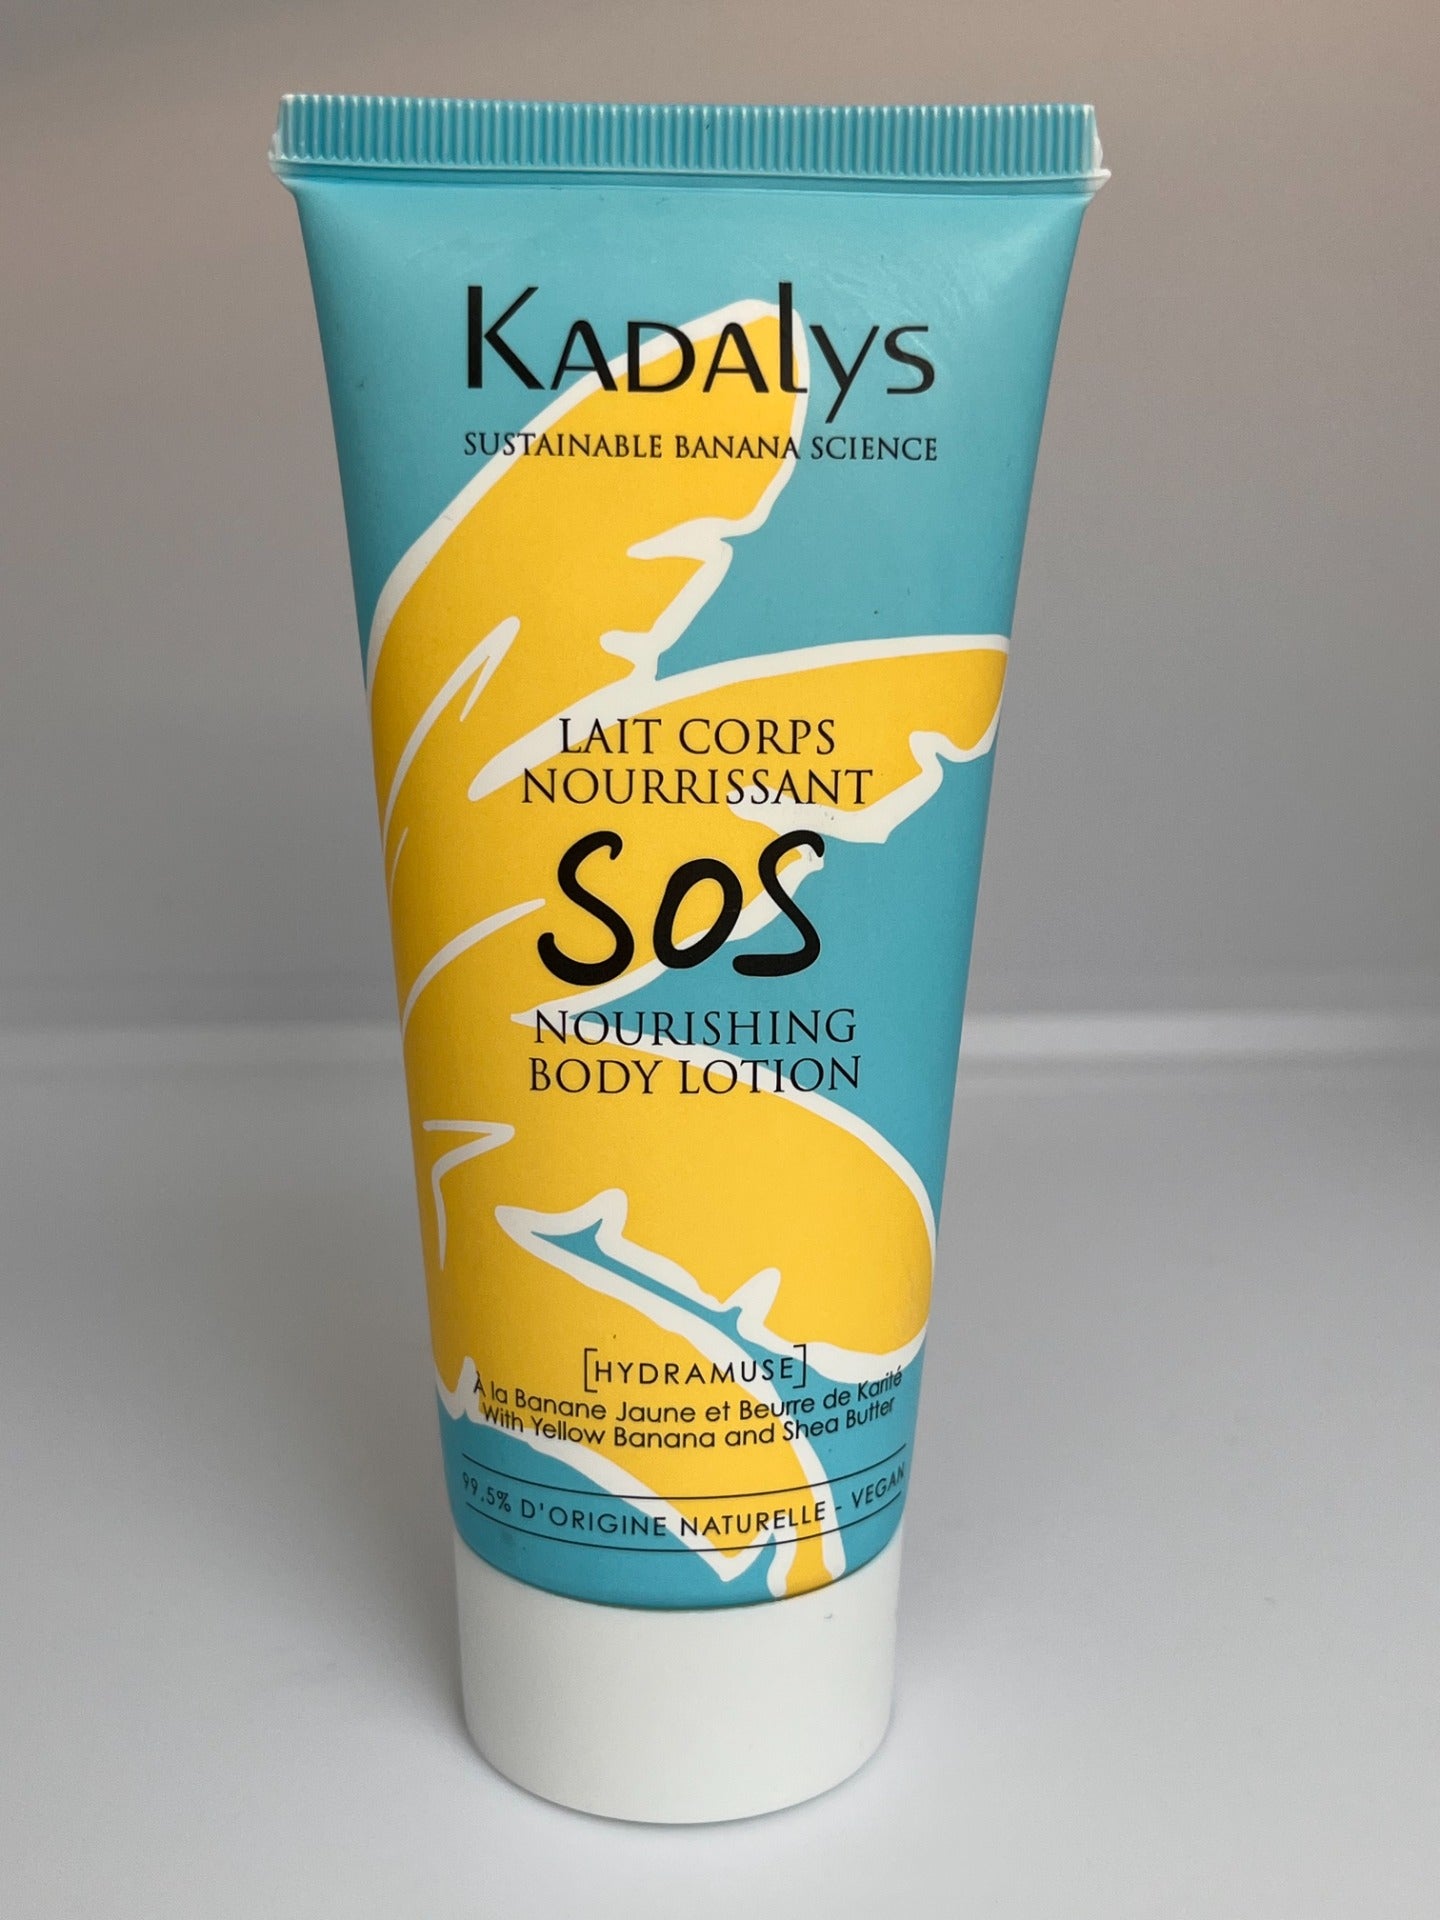 KADALYS
SUSTAINABLE BANANA SCIENCE
LAIT CORPS
NOURRISSANT
SOS
NOURISHING
BODY LOTION
[HYDRAMUSE]
À la Banane Jaune et Beurre de Karité
With Yellow Banana and Shea Butter
99,5% D'ORIGINE NATURELLE - VEGAN